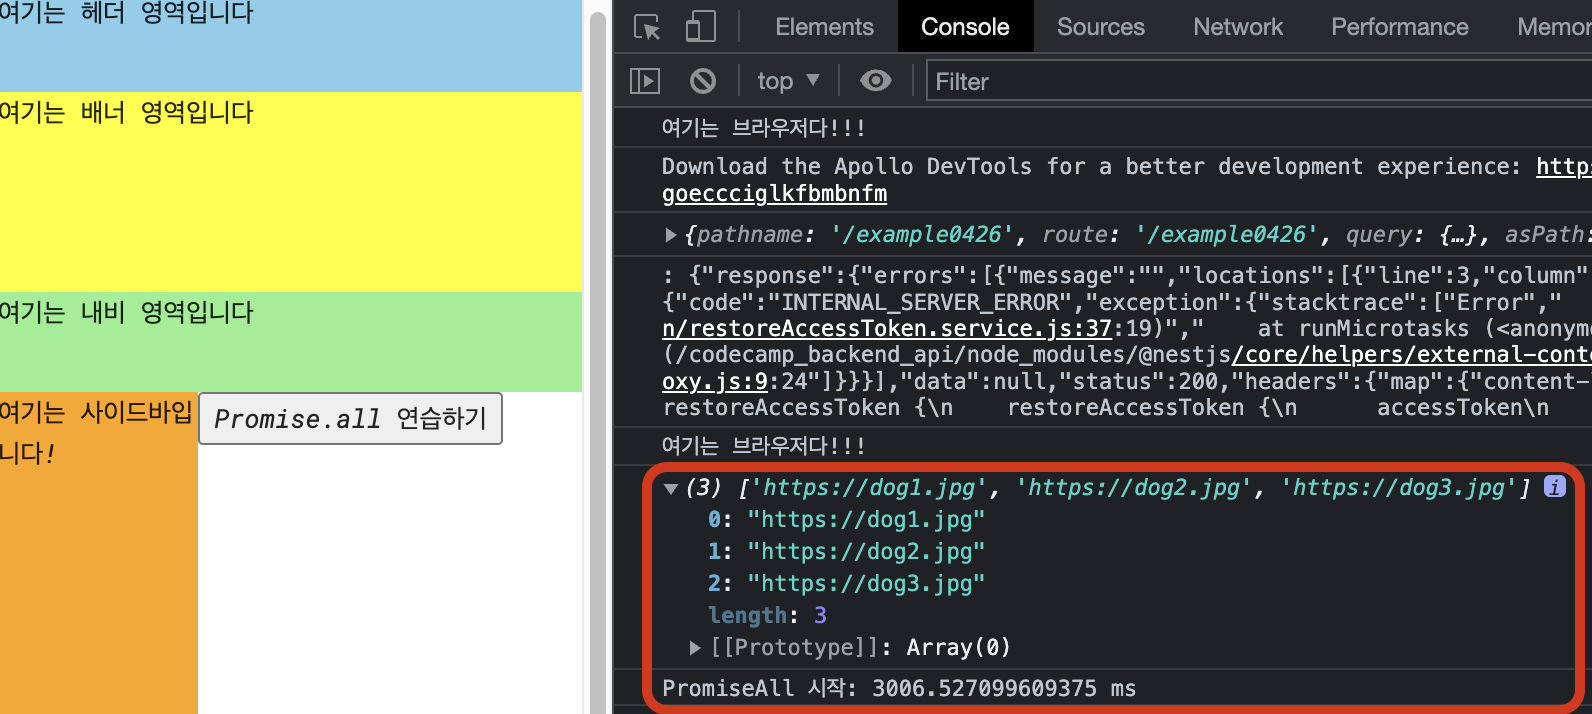 여기는 헤더 영역입니다
여기는 배너 영역입니다
여기는 내비 영역입니다
여기는 사이드바입
니다!
Promise.all 연습하기
Elements Console Sources Network Performance Memor
top ▼ Filter
여기는 브라우저다!!!
Download the Apollo DevTools for a better development experience: http
goeccciglkfbmbnfm
▶ {pathname: '/example0426', route: '/example0426', query: {…}, asPath:
: {"response":{"errors":[{"message":"","locations":[{"line":3,"column"
{"code":"INTERNAL_SERVER_ERROR","exception":{"stacktrace":["Error","
n/restoreAccessToken.service.js:37:19)","    at runMicrotasks (<anonym
(/codecamp_backend_api/node_modules/@nestjs/core/helpers/external-cont
oxy.js:9:24"]}}}],"data":null,"status":200,"headers":{"map":{"content-
restoreAccessToken {\n    restoreAccessToken {\n      accessToken\n
여기는 브라우저다!!!
▼ (3) ['https://dog1.jpg', 'https://dog2.jpg', 'https://dog3.jpg'] i
0: "https://dog1.jpg"
1: "https://dog2.jpg"
2: "https://dog3.jpg"
length: 3
▶ [[Prototype]]: Array(0)
PromiseAll 시작: 3006.527099609375 ms